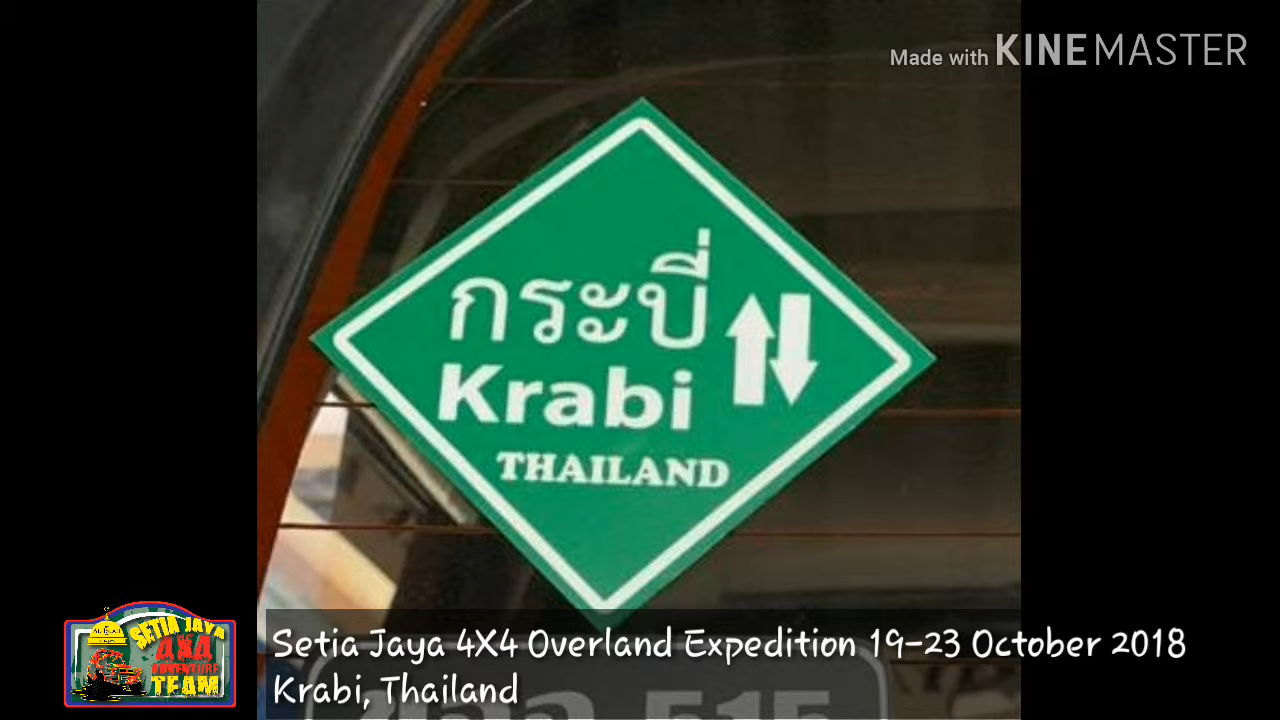 Made with KINEMASTER
กระบี่
Krabi
THAILAND
SETIA JAYA
4X4
ADVENTURE
TEAM
Setia Jaya 4X4 Overland Expedition 19-23 October 2018
Krabi, Thailand
515